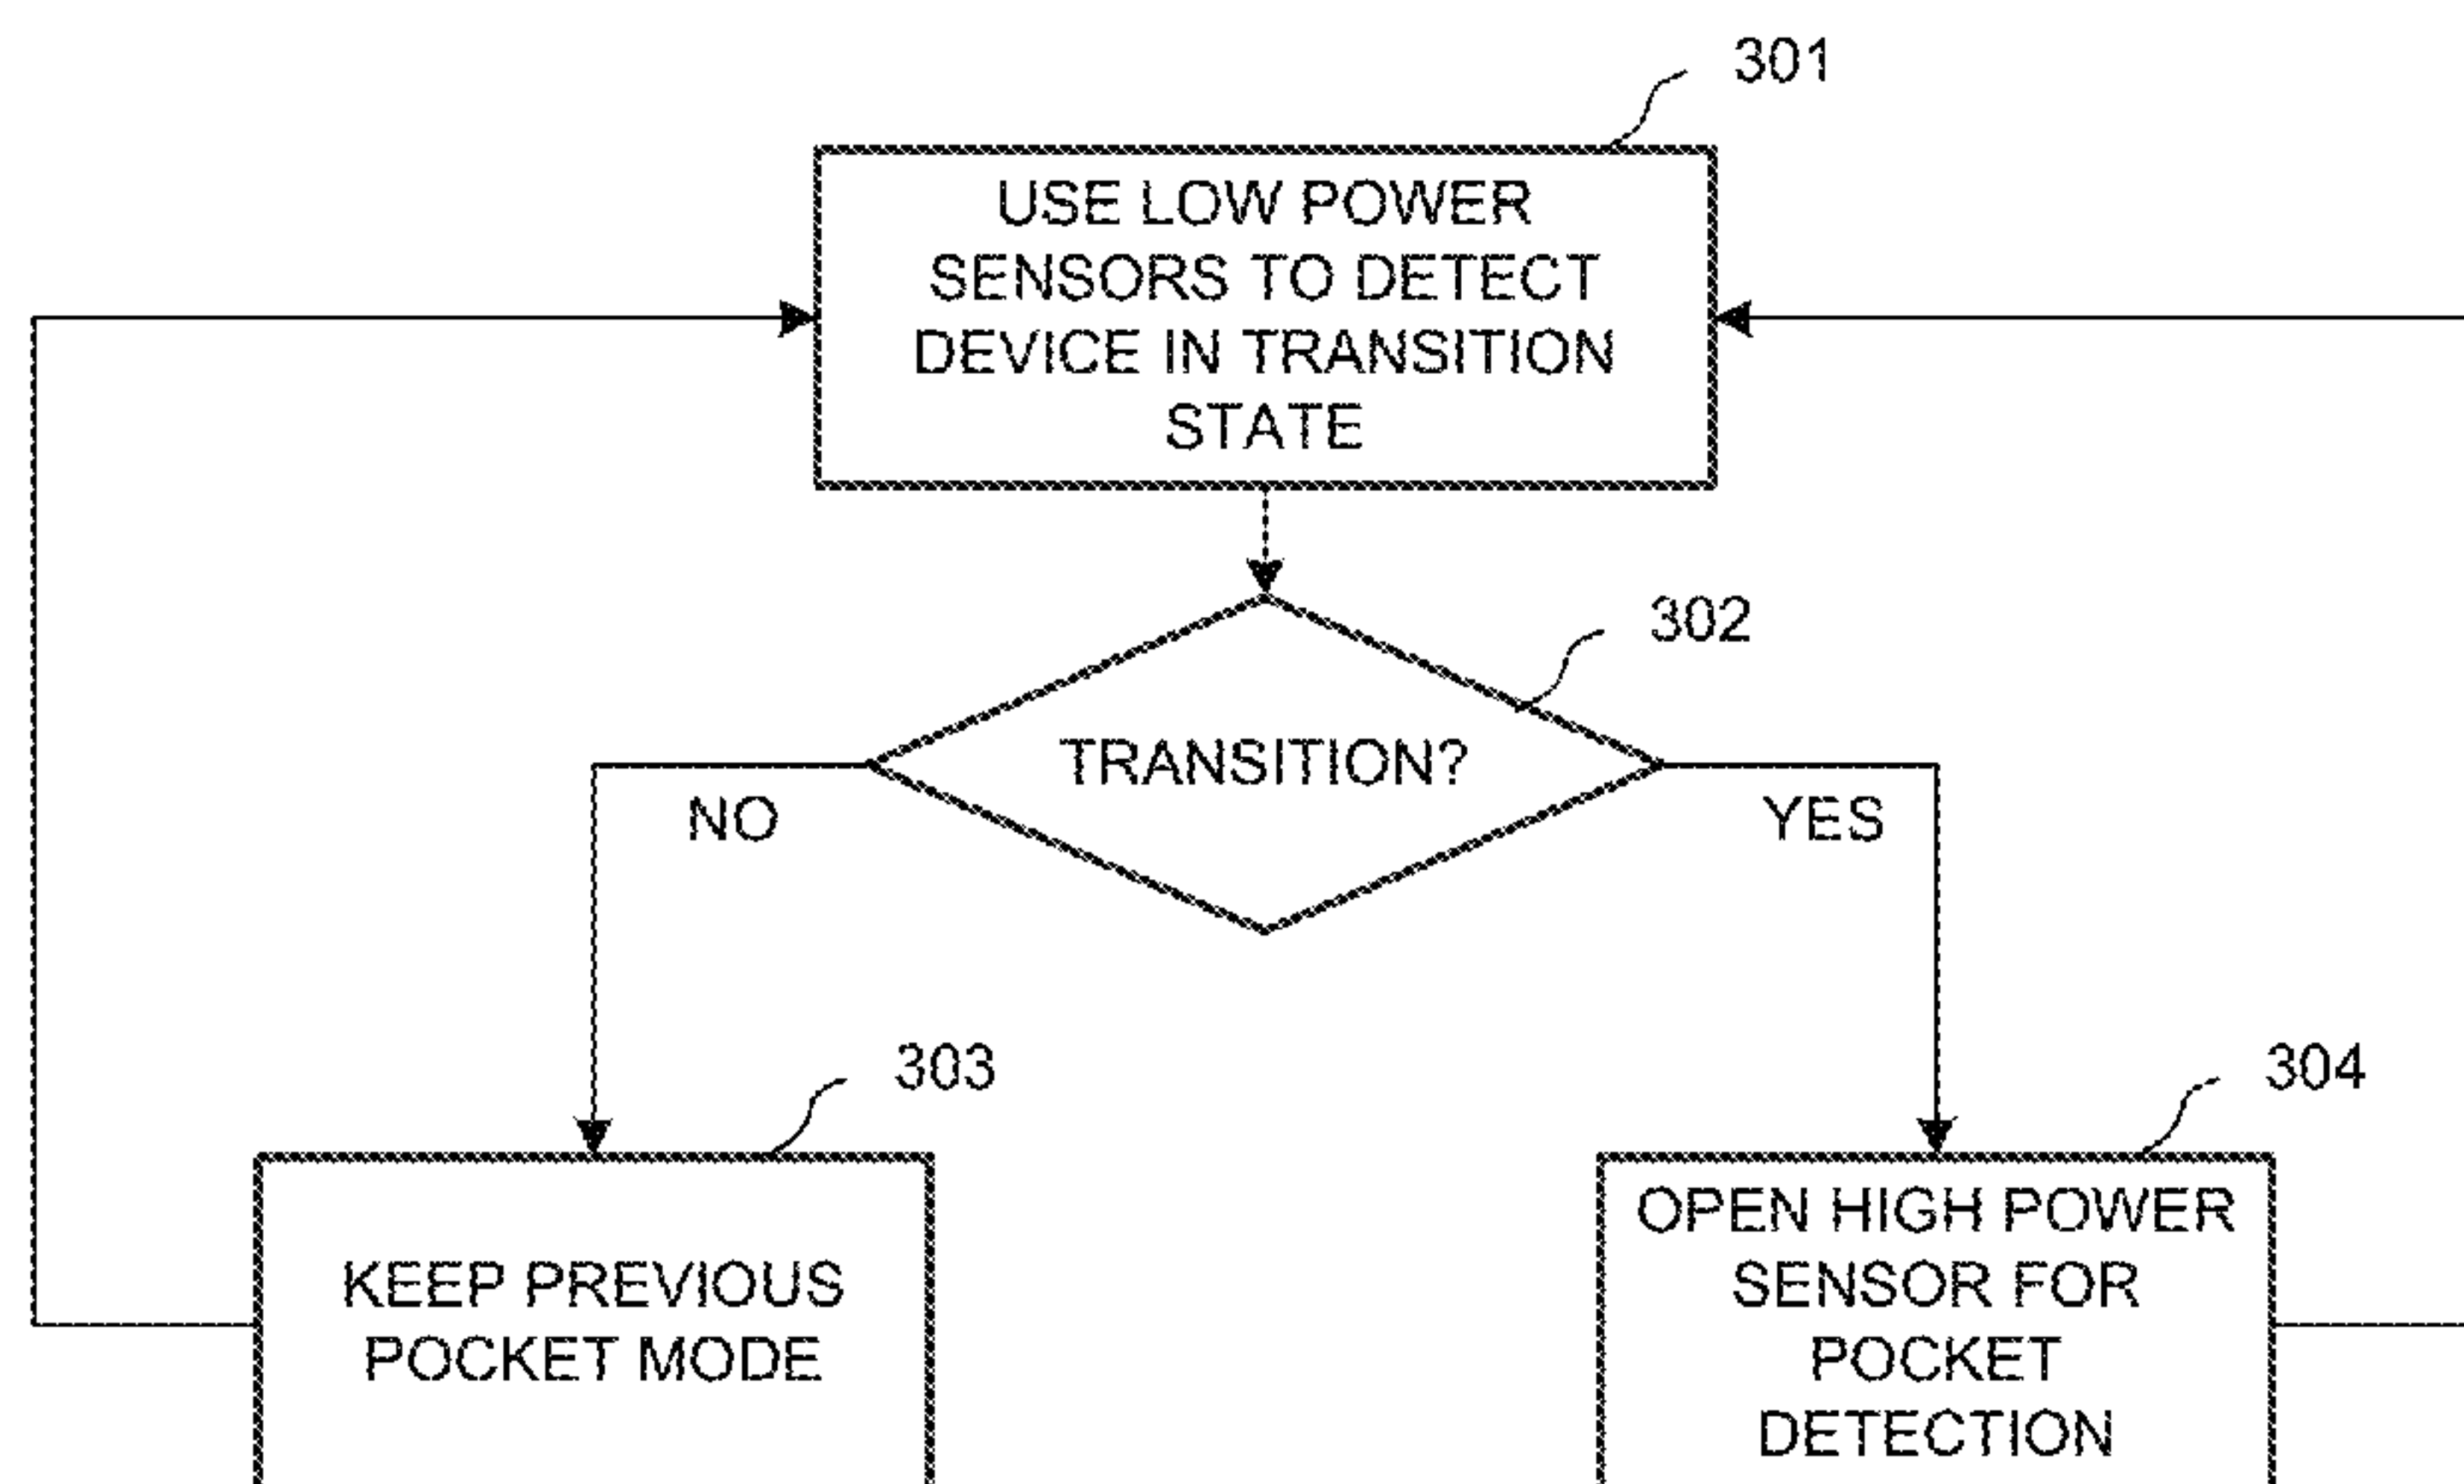 301
USE LOW POWER
SENSORS TO DETECT
DEVICE IN TRANSITION
STATE
302
TRANSITION?
NO
YES
303
304
KEEP PREVIOUS
POCKET MODE
OPEN HIGH POWER
SENSOR FOR
POCKET
DETECTION